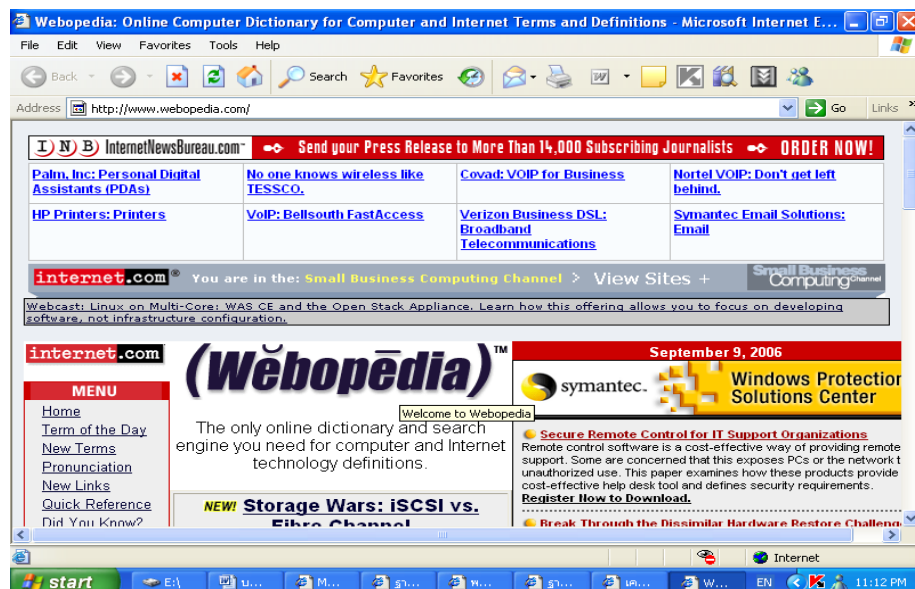 Webopedia: Online Computer Dictionary for Computer and Internet Terms and Definitions - Microsoft Internet E...
File Edit View Favorites Tools Help
Back Search Favorites
Address http://www.webopedia.com/ Go Links
I) N) B) InternetNewsBureau.com Send your Press Release to More Than 14,000 Subscribing Journalists ORDER NOW!
Palm, Inc: Personal Digital
Assistants (PDAs)
No one knows wireless like
TESSCO.
Covad: VOIP for Business
Nortel VOIP: Don't get left
behind.
HP Printers: Printers
VoIP: Bellsouth FastAccess
Verizon Business DSL:
Broadband
Telecommunications
Symantec Email Solutions:
Email
internet.com® You are in the: Small Business Computing Channel > View Sites + Small Business
Computing Channel
Webcast: Linux on Multi-Core: WAS CE and the Open Stack Appliance. Learn how this offering allows you to focus on developing
software, not infrastructure configuration.
internet.com
MENU
Home
Term of the Day
New Terms
Pronunciation
New Links
Quick Reference
Did You Know?
(Wĕbopēdia)™
Welcome to Webopedia
The only online dictionary and search
engine you need for computer and Internet
technology definitions.
NEW! Storage Wars: iSCSI vs.
Fibre Channel
September 9, 2006
symantec. Windows Protection
Solutions Center
Secure Remote Control for IT Support Organizations
Remote control software is a cost-effective way of providing remote
support. Some are concerned that this exposes PCs or the network t
unauthorized use. This paper examines how these products provide
cost-effective help desk tool and defines security requirements.
Register Now to Download.
Break Through the Dissimilar Hardware Restore Challeng
Internet
start E:\ บ... M... ฐา... พ... ฐา... เค... W... EN 11:12 PM